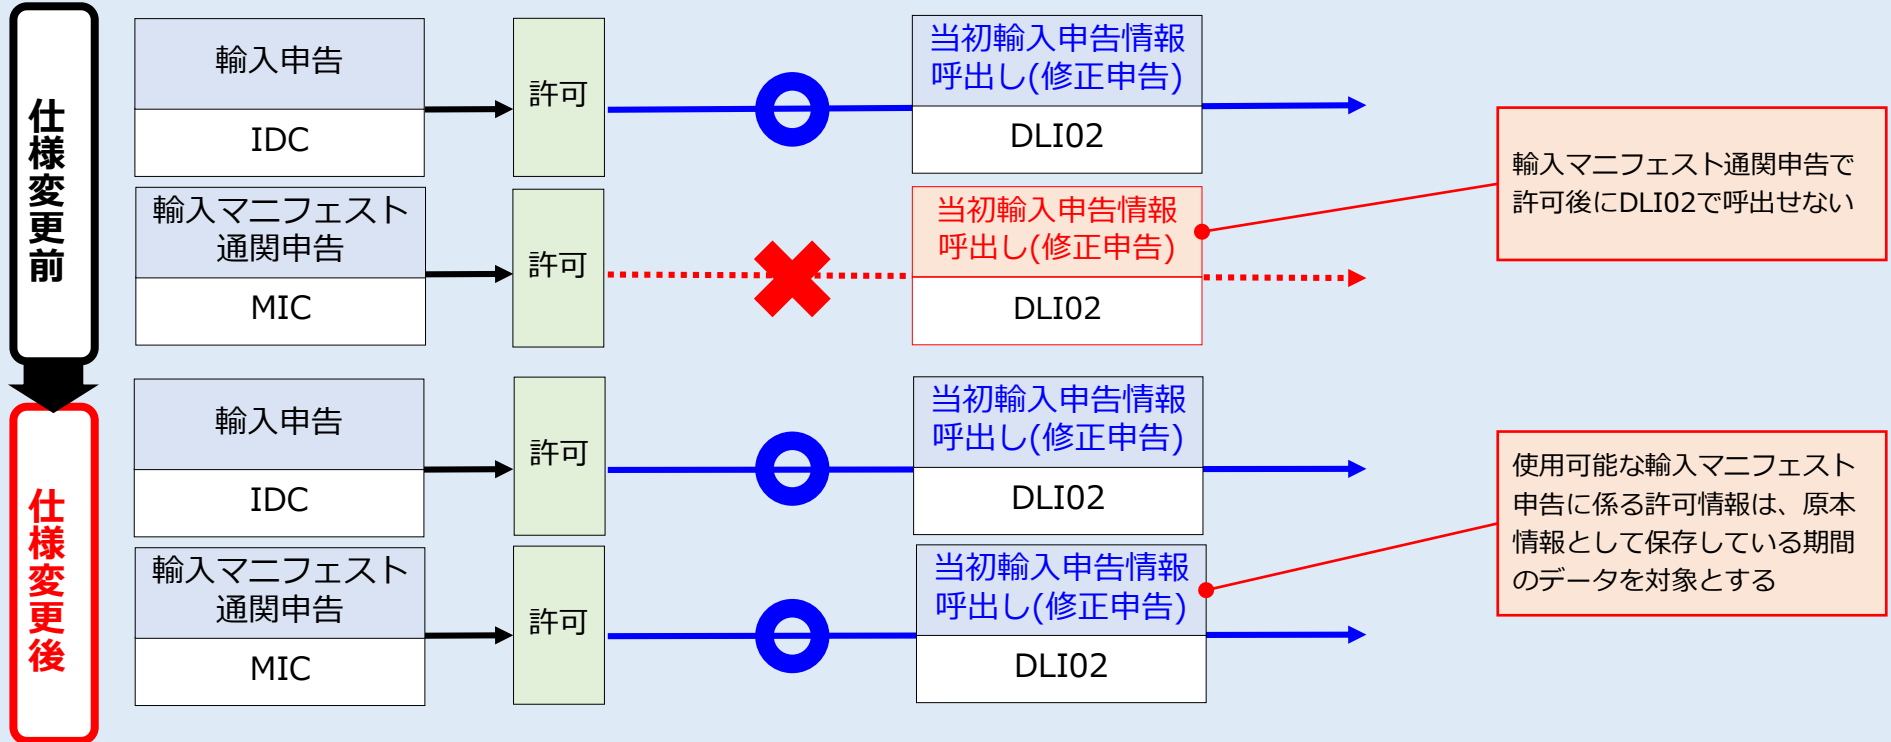 仕様変更前
輸入申告
IDC
許可
当初輸入申告情報
呼出し(修正申告)
DLI02
輸入マニフェスト
通関申告
MIC
許可
当初輸入申告情報
呼出し(修正申告)
DLI02
輸入マニフェスト通関申告で
許可後にDLI02で呼出せない
仕様変更後
輸入申告
IDC
許可
当初輸入申告情報
呼出し(修正申告)
DLI02
輸入マニフェスト
通関申告
MIC
許可
当初輸入申告情報
呼出し(修正申告)
DLI02
使用可能な輸入マニフェスト
申告に係る許可情報は、原本
情報として保存している期間
のデータを対象とする